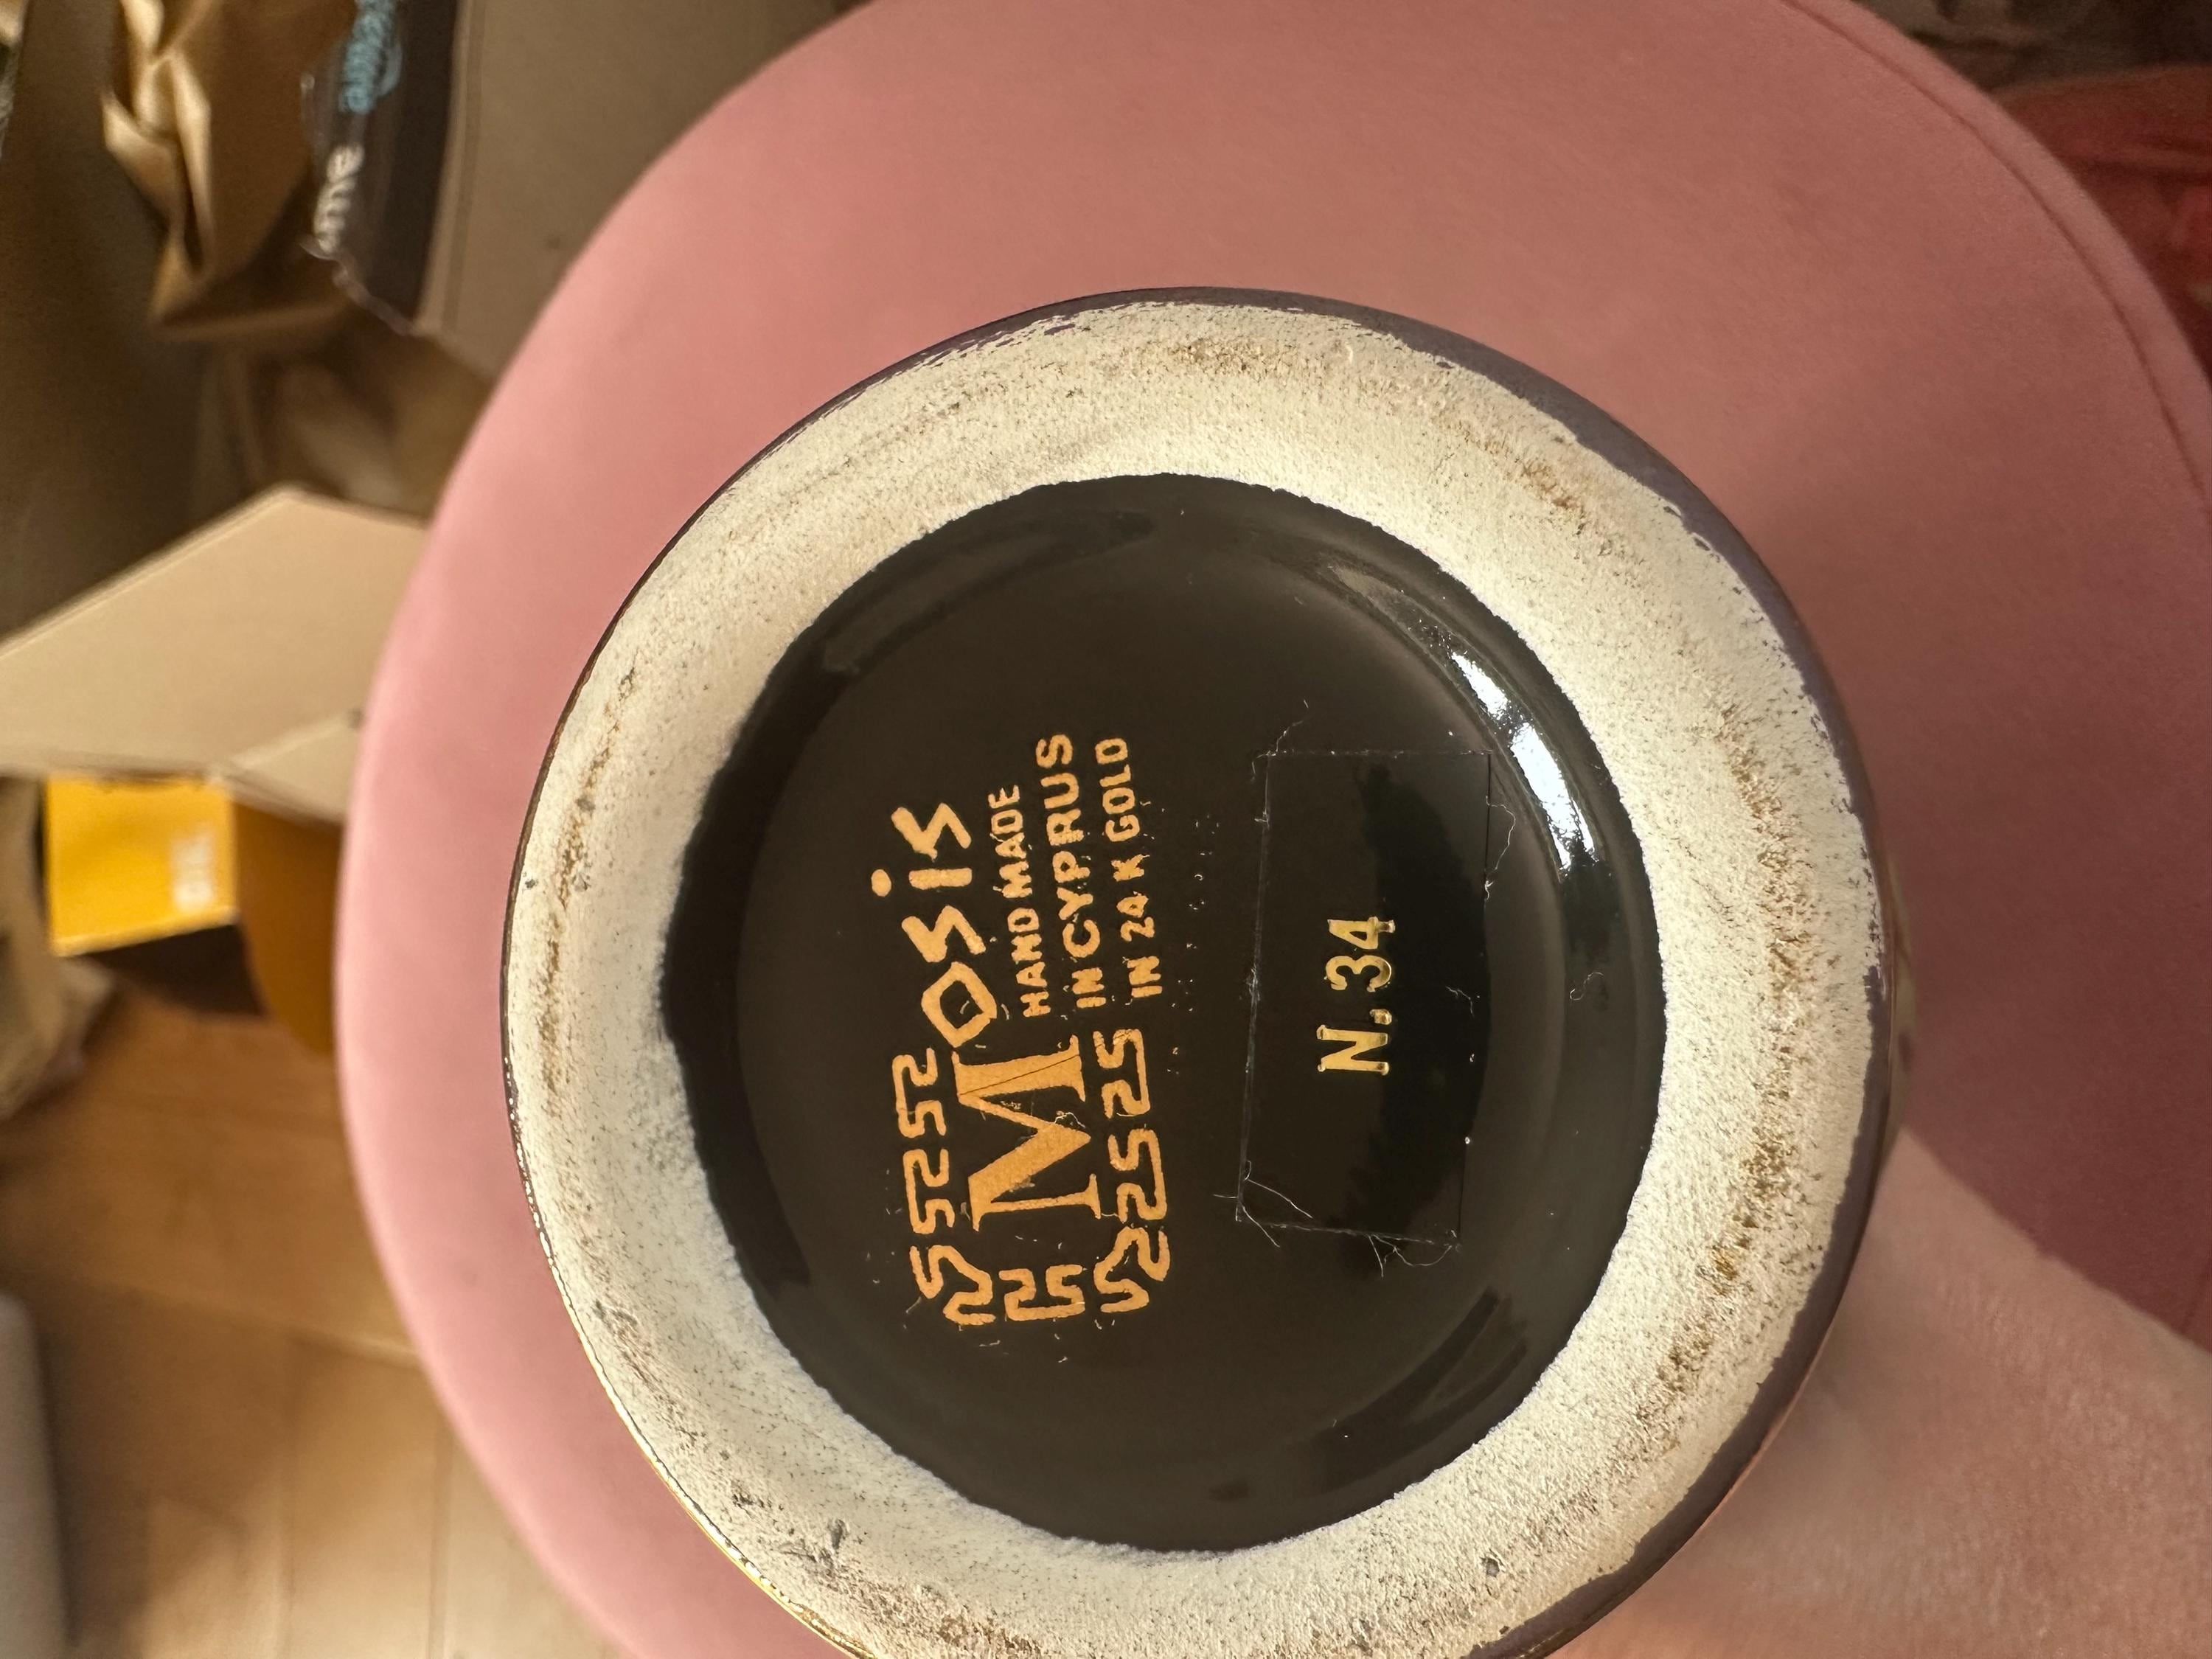 Mosis
HAND MADE
IN CYPRUS
IN 24 K GOLD
N.34